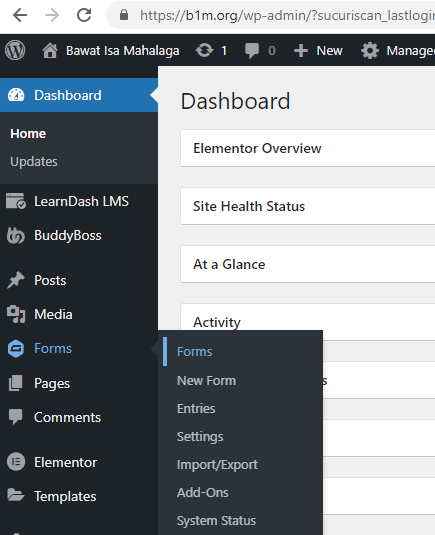 https://b1m.org/wp-admin/?sucuriscan_lastlogin
Bawat Isa Mahalaga 1 0 New Manage
Dashboard
Home
Updates
LearnDash LMS
BuddyBoss
Posts
Media
Forms
Pages
Comments
Elementor
Templates
Dashboard
Elementor Overview
Site Health Status
At a Glance
Activity
Forms
New Form
Entries
Settings
Import/Export
Add-Ons
System Status